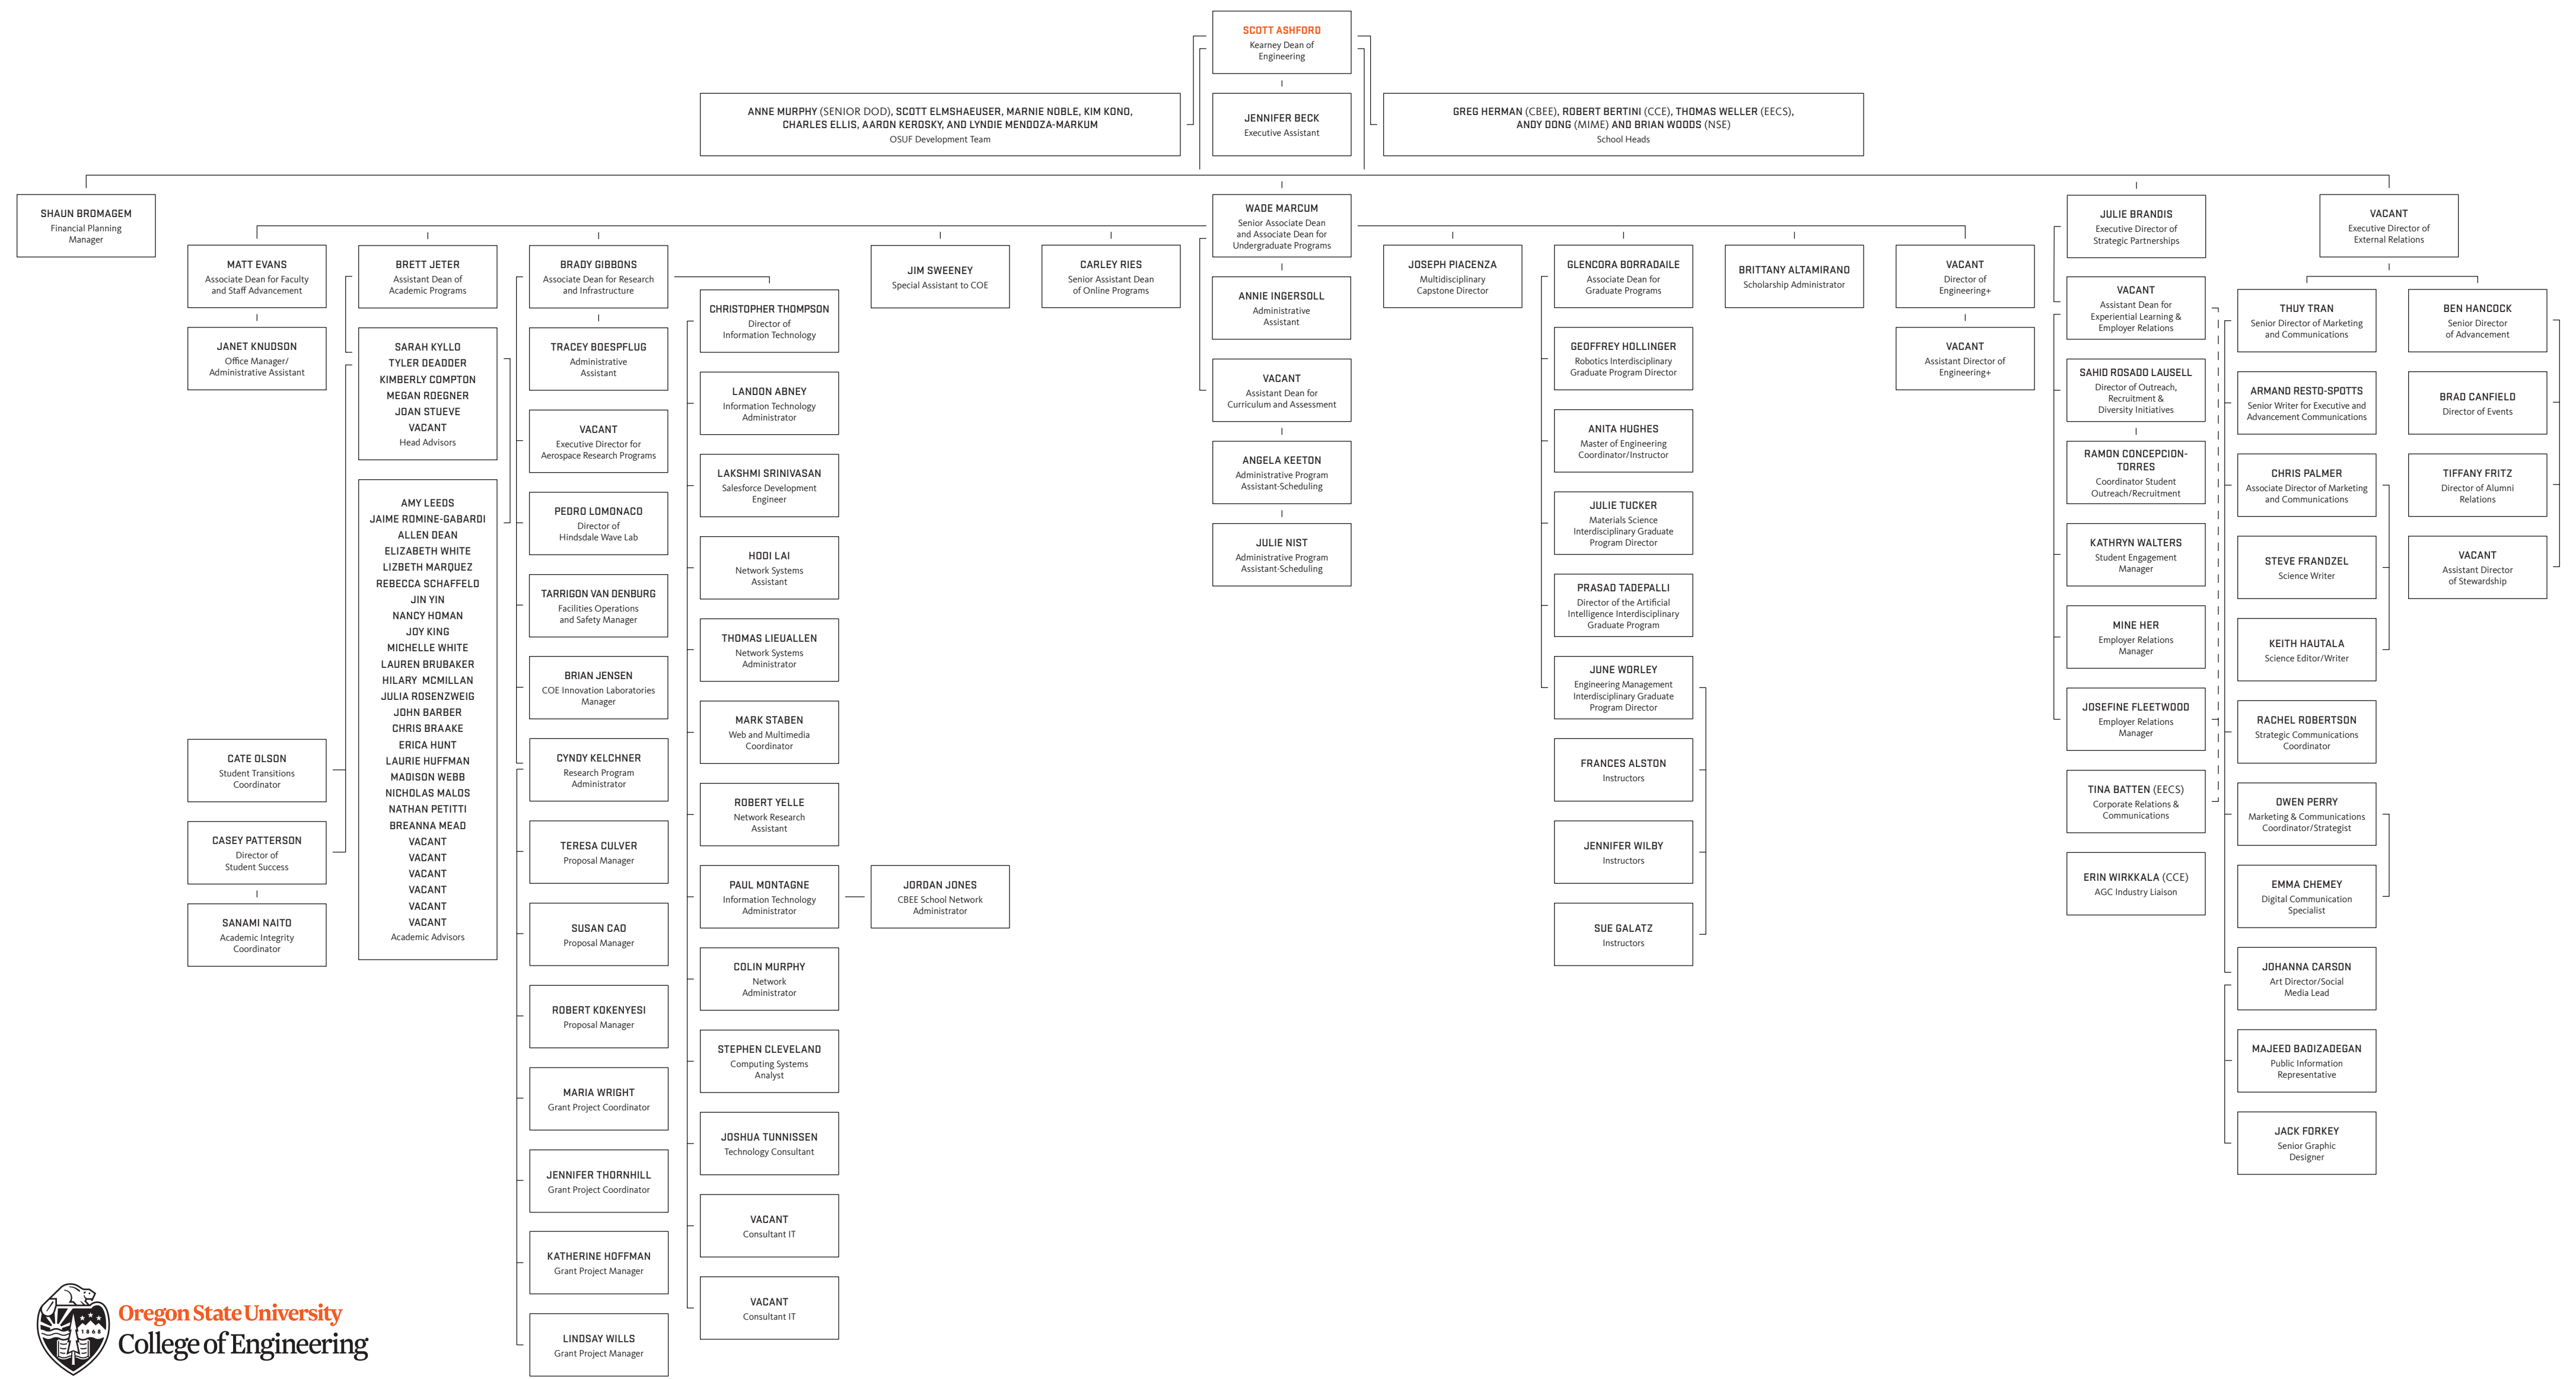 SCOTT ASHFORD
Kearney Dean of
Engineering
ANNE MURPHY (SENIOR DOD), SCOTT ELMSHAEUSER, MARNIE NOBLE, KIM KONO,
CHARLES ELLIS, AARON KEROSKY, AND LYNDIE MENDOZA-MARKUM
OSUF Development Team
JENNIFER BECK
Executive Assistant
GREG HERMAN (CBEE), ROBERT BERTINI (CCE), THOMAS WELLER (EECS),
ANDY DONG (MIME) AND BRIAN WOODS (NSE)
School Heads
SHAUN BROMAGEM
Financial Planning
Manager
WADE MARCUM
Senior Associate Dean
and Associate Dean for
Undergraduate Programs
JULIE BRANDIS
Executive Director of
Strategic Partnerships
VACANT
Executive Director of
External Relations
MATT EVANS
Associate Dean for Faculty
and Staff Advancement
JANET KNUDSON
Office Manager/
Administrative Assistant
BRETT JETER
Assistant Dean of
Academic Programs
SARAH KYLLO
TYLER DEADDER
KIMBERLY COMPTON
MEGAN ROEGNER
JOAN STUEVE
VACANT
Head Advisors
AMY LEEDS
JAIME ROMINE-GABARDI
ALLEN DEAN
ELIZABETH WHITE
LIZBETH MARQUEZ
REBECCA SCHAFFELD
JIN YIN
NANCY HOMAN
JOY KING
MICHELLE WHITE
LAUREN BRUBAKER
HILARY MCMILLAN
JULIA ROSENZWEIG
JOHN BARBER
CHRIS BRAAKE
ERICA HUNT
LAURIE HUFFMAN
MADISON WEBB
NICHOLAS MALOS
NATHAN PETITTI
BREANNA MEAD
VACANT
VACANT
VACANT
VACANT
VACANT
VACANT
Academic Advisors
CATE OLSON
Student Transitions
Coordinator
CASEY PATTERSON
Director of
Student Success
SANAMI NAITO
Academic Integrity
Coordinator
BRADY GIBBONS
Associate Dean for Research
and Infrastructure
TRACEY BOESPFLUG
Administrative
Assistant
VACANT
Executive Director for
Aerospace Research Programs
PEDRO LOMONACO
Director of
Hindsdale Wave Lab
TARRIGON VAN DENBURG
Facilities Operations
and Safety Manager
BRIAN JENSEN
COE Innovation Laboratories
Manager
CYNDY KELCHNER
Research Program
Administrator
TERESA CULVER
Proposal Manager
SUSAN CAO
Proposal Manager
ROBERT KOKENYESI
Proposal Manager
MARIA WRIGHT
Grant Project Coordinator
JENNIFER THORNHILL
Grant Project Coordinator
KATHERINE HOFFMAN
Grant Project Manager
LINDSAY WILLS
Grant Project Manager
CHRISTOPHER THOMPSON
Director of
Information Technology
LANDON ABNEY
Information Technology
Administrator
LAKSHMI SRINIVASAN
Salesforce Development
Engineer
HOOI LAI
Network Systems
Assistant
THOMAS LIEUALLEN
Network Systems
Administrator
MARK STABEN
Web and Multimedia
Coordinator
ROBERT YELLE
Network Research
Assistant
PAUL MONTAGNE
Information Technology
Administrator
JORDAN JONES
CBEE School Network
Administrator
COLIN MURPHY
Network
Administrator
STEPHEN CLEVELAND
Computing Systems
Analyst
JOSHUA TUNNISSEN
Technology Consultant
VACANT
Consultant IT
VACANT
Consultant IT
JIM SWEENEY
Special Assistant to COE
CARLEY RIES
Senior Assistant Dean
of Online Programs
ANNIE INGERSOLL
Administrative
Assistant
VACANT
Assistant Dean for
Curriculum and Assessment
ANGELA KEETON
Administrative Program
Assistant-Scheduling
JULIE NIST
Administrative Program
Assistant-Scheduling
JOSEPH PIACENZA
Multidisciplinary
Capstone Director
GLENCORA BORRADAILE
Associate Dean for
Graduate Programs
GEOFFREY HOLLINGER
Robotics Interdisciplinary
Graduate Program Director
ANITA HUGHES
Master of Engineering
Coordinator/Instructor
JULIE TUCKER
Materials Science
Interdisciplinary Graduate
Program Director
PRASAD TADEPALLI
Director of the Artificial
Intelligence Interdisciplinary
Graduate Program
JUNE WORLEY
Engineering Management
Interdisciplinary Graduate
Program Director
FRANCES ALSTON
Instructors
JENNIFER WILBY
Instructors
SUE GALATZ
Instructors
BRITTANY ALTAMIRANO
Scholarship Administrator
VACANT
Director of
Engineering+
VACANT
Assistant Director of
Engineering+
VACANT
Assistant Dean for
Experiential Learning &
Employer Relations
SAHID ROSADO LAUSELL
Director of Outreach,
Recruitment &
Diversity Initiatives
RAMON CONCEPCION-
TORRES
Coordinator Student
Outreach/Recruitment
KATHRYN WALTERS
Student Engagement
Manager
MINE HER
Employer Relations
Manager
JOSEFINE FLEETWOOD
Employer Relations
Manager
TINA BATTEN (EECS)
Corporate Relations &
Communications
ERIN WIRKKALA (CCE)
AGC Industry Liaison
THUY TRAN
Senior Director of Marketing
and Communications
ARMAND RESTO-SPOTTS
Senior Writer for Executive and
Advancement Communications
CHRIS PALMER
Associate Director of Marketing
and Communications
STEVE FRANDZEL
Science Writer
KEITH HAUTALA
Science Editor/Writer
RACHEL ROBERTSON
Strategic Communications
Coordinator
OWEN PERRY
Marketing & Communications
Coordinator/Strategist
EMMA CHEMEY
Digital Communication
Specialist
JOHANNA CARSON
Art Director/Social
Media Lead
MAJEED BADIZADEGAN
Public Information
Representative
JACK FORKEY
Senior Graphic
Designer
BEN HANCOCK
Senior Director
of Advancement
BRAD CANFIELD
Director of Events
TIFFANY FRITZ
Director of Alumni
Relations
VACANT
Assistant Director
of Stewardship
1868
Oregon State University
College of Engineering